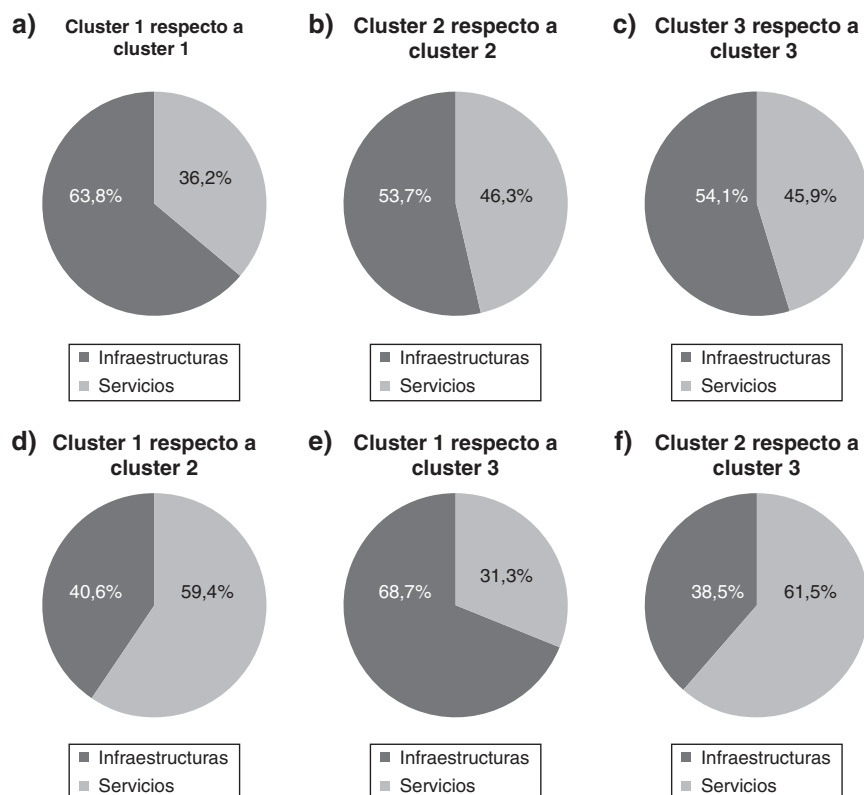 a) Cluster 1 respecto a
cluster 1
63,8%
36,2%
Infraestructuras
Servicios
b) Cluster 2 respecto a
cluster 2
53,7%
46,3%
Infraestructuras
Servicios
c) Cluster 3 respecto a
cluster 3
54,1%
45,9%
Infraestructuras
Servicios
d) Cluster 1 respecto a
cluster 2
40,6%
59,4%
Infraestructuras
Servicios
e) Cluster 1 respecto a
cluster 3
68,7%
31,3%
Infraestructuras
Servicios
f) Cluster 2 respecto a
cluster 3
38,5%
61,5%
Infraestructuras
Servicios